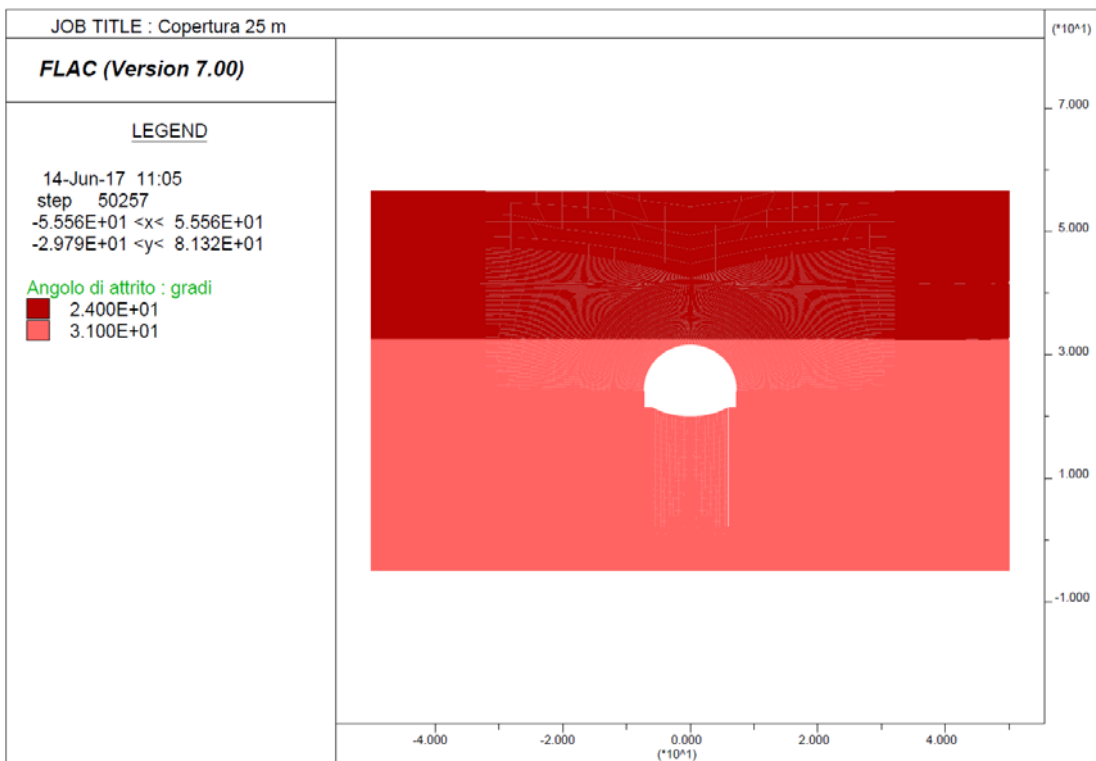 JOB TITLE : Copertura 25 m
(*10^1)
FLAC (Version 7.00)
LEGEND
14-Jun-17 11:05
step 50257
-5.556E+01 <x< 5.556E+01
-2.979E+01 <y< 8.132E+01
Angolo di attrito : gradi
2.400E+01
3.100E+01
7.000
5.000
3.000
1.000
-1.000
-4.000 -2.000 0.000 2.000 4.000
(*10^1)